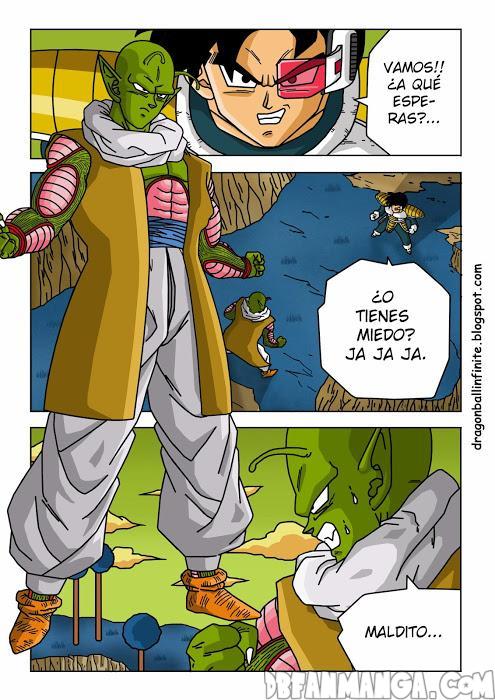 VAMOS!!
¿A QUÉ
ESPE-
RAS?...
¿O
TIENES
MIEDO?
JA JA JA.
dragonballinfinite.blogspot.com
MALDITO...
DBFANMANGA.COM